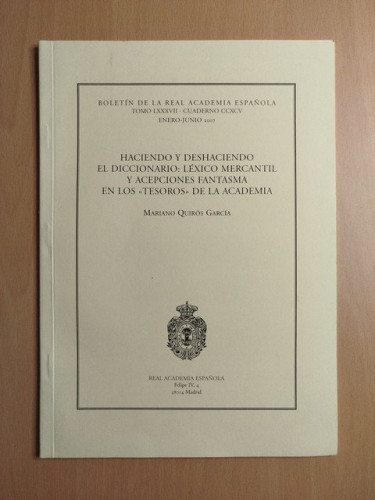 BOLETÍN DE LA REAL ACADEMIA ESPAÑOLA
TOMO LXXXVII - CUADERNO CCXCV
ENERO-JUNIO 2007
HACIENDO Y DESHACIENDO
EL DICCIONARIO: LÉXICO MERCANTIL
Y ACEPCIONES FANTASMA
EN LOS «TESOROS» DE LA ACADEMIA
MARIANO QUIRÓS GARCÍA
REAL ACADEMIA ESPAÑOLA
Felipe IV, 4
28014 Madrid